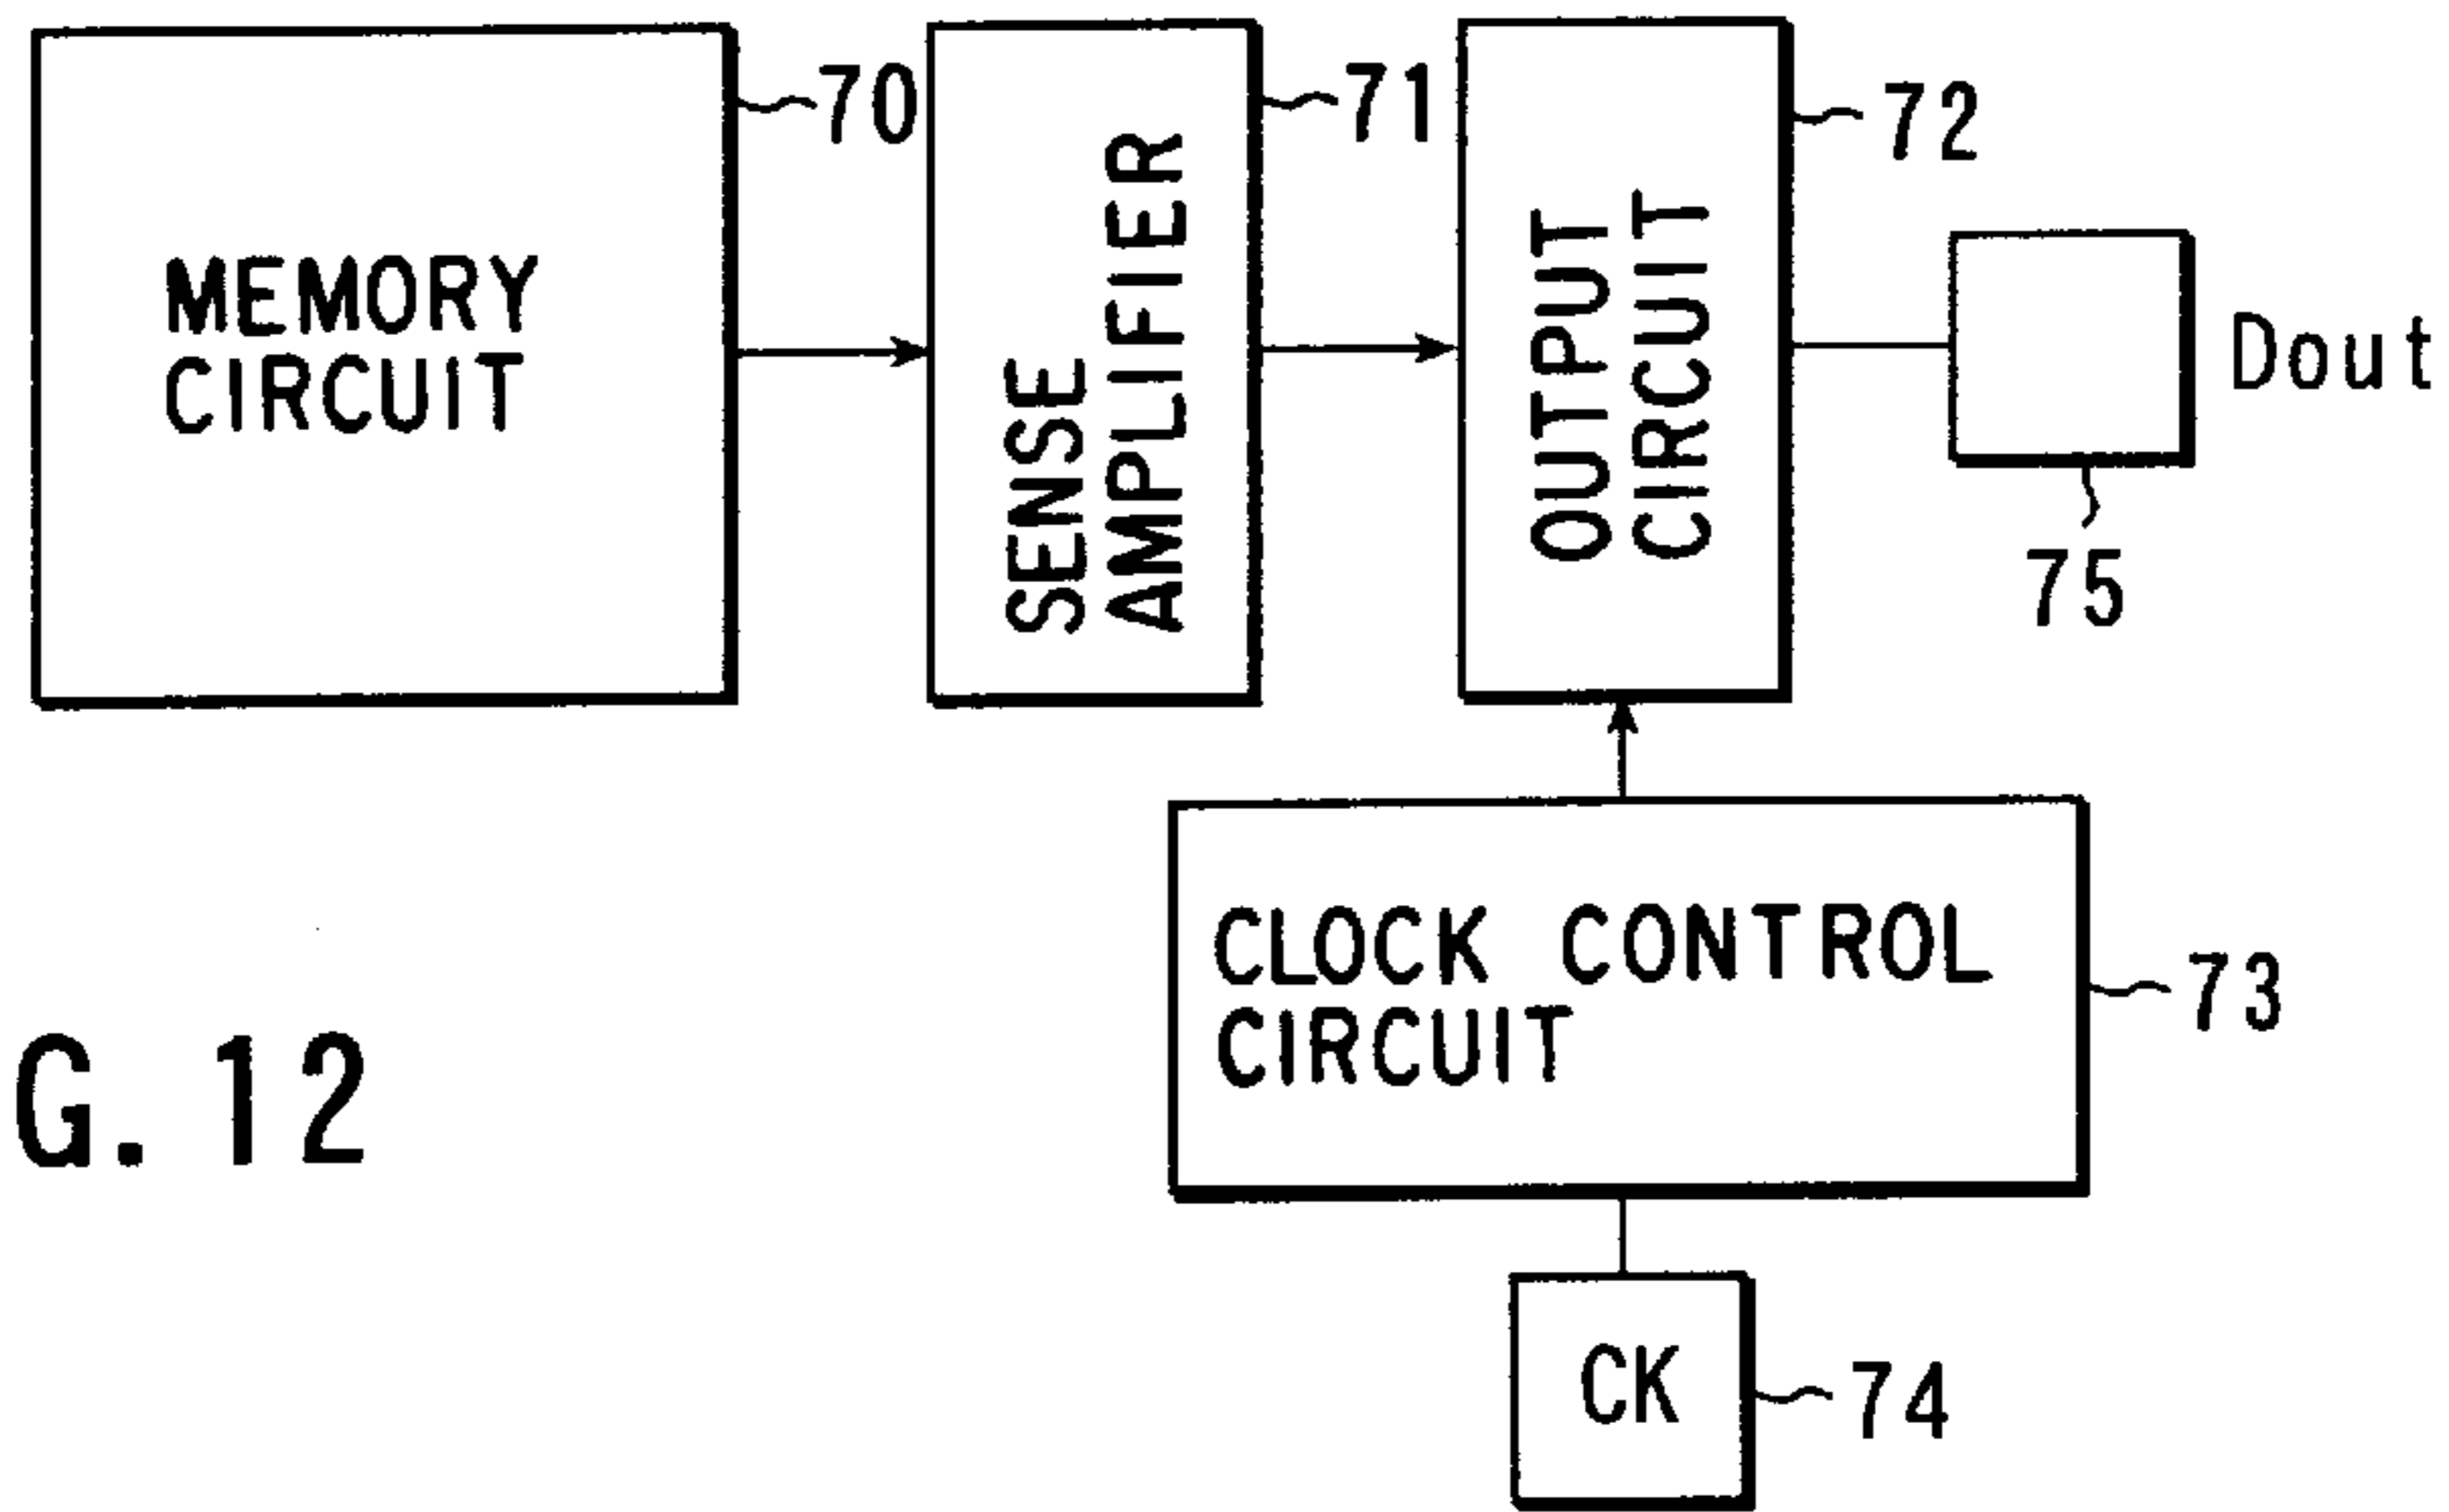 MEMORY
CIRCUIT
70
SENSE
AMPLIFIER
71
OUTPUT
CIRCUIT
72
Dout
75
CLOCK CONTROL
CIRCUIT
73
CK
74
G. 12